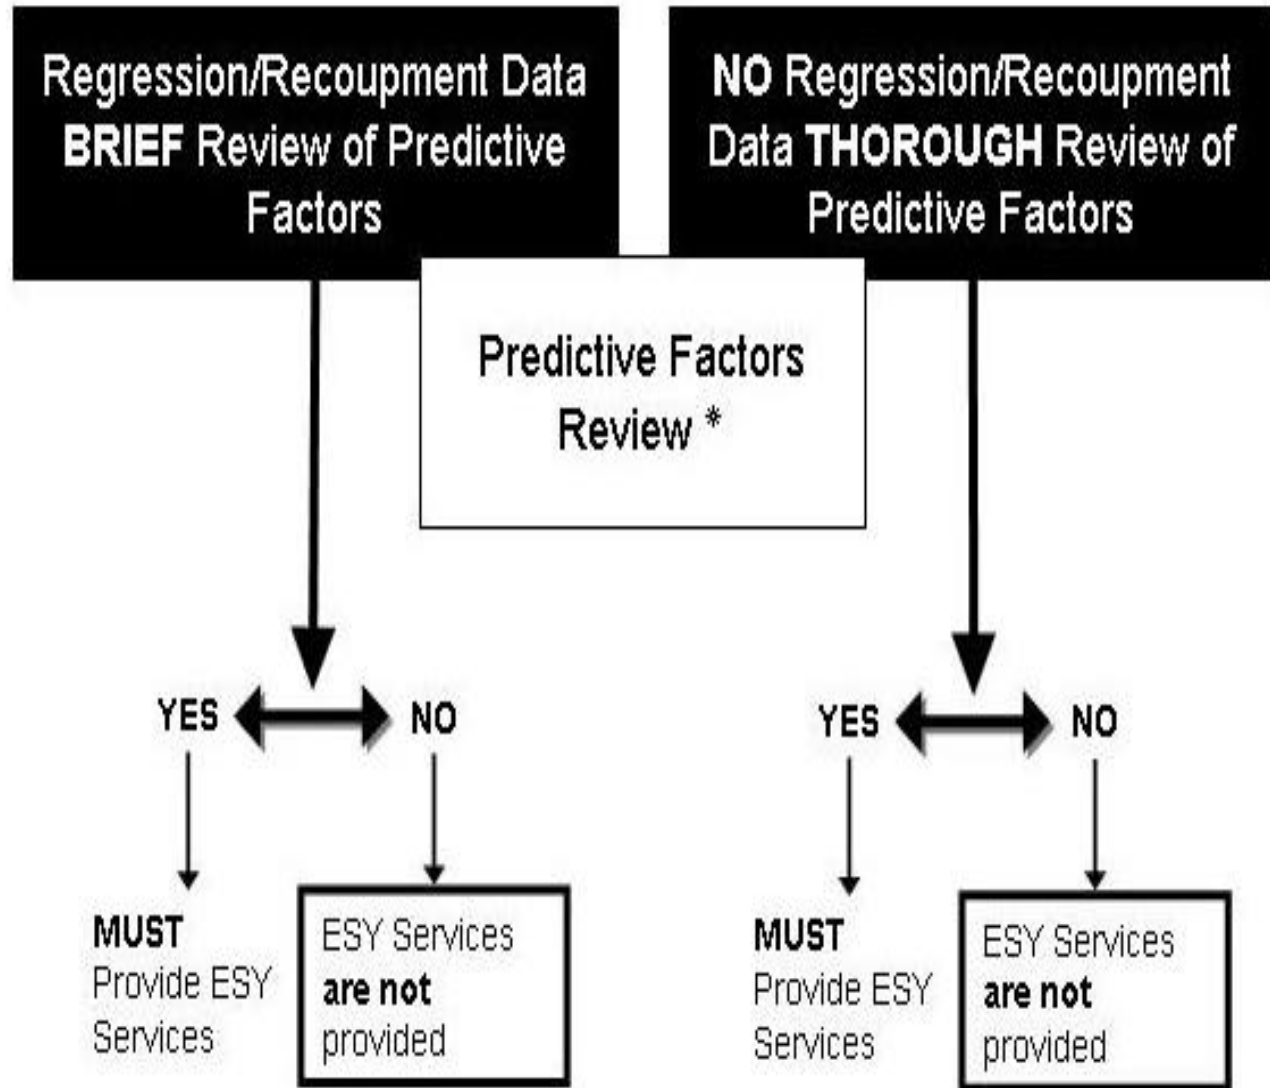 Regression/Recoupment Data
BRIEF Review of Predictive
Factors
NO Regression/Recoupment
Data THOROUGH Review of
Predictive Factors
Predictive Factors
Review *
YES
NO
MUST
Provide ESY
Services
ESY Services
are not
provided
YES
NO
MUST
Provide ESY
Services
ESY Services
are not
provided